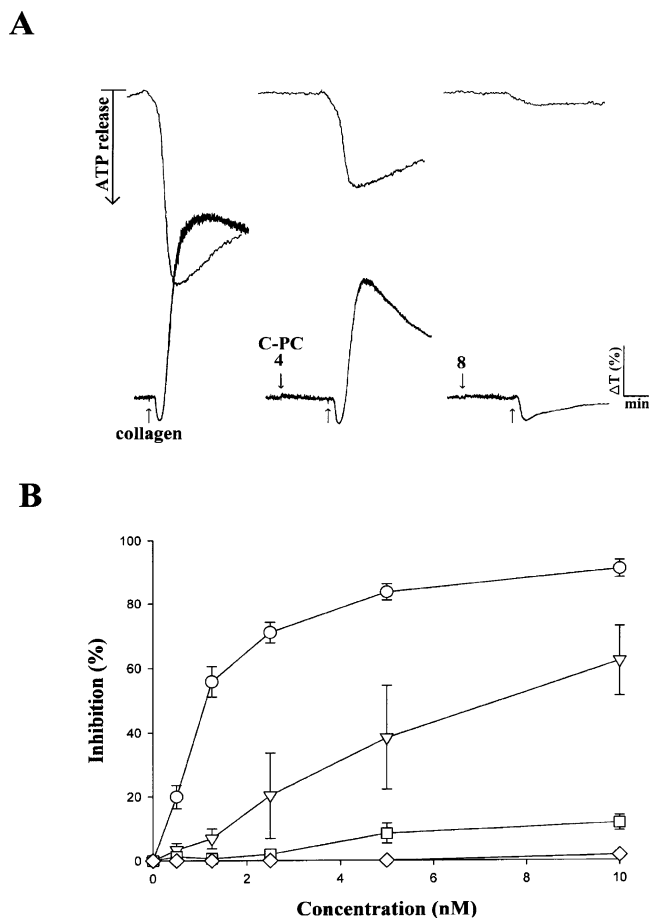 A
ATP release
C-PC
4
8
ΔT (%)
min
collagen
B
Inhibition (%)
100
80
60
40
20
0
0 2 4 6 8 10
Concentration (nM)